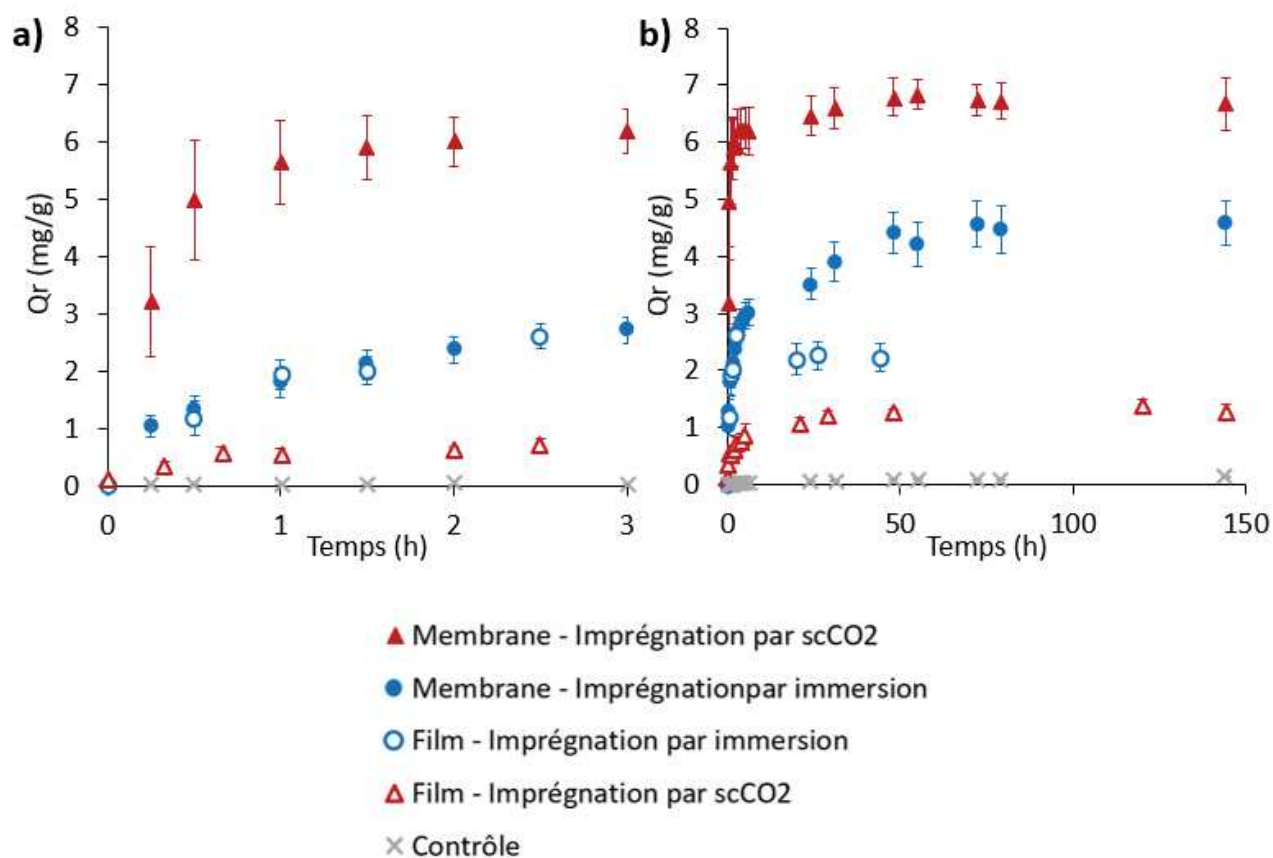 a)
8
7
6
5
4
3
2
1
0
Qr (mg/g)
0 1 2 3
Temps (h)
b)
8
7
6
5
4
3
2
1
0
Qr (mg/g)
0 50 100 150
Temps (h)
Membrane - Imprégnation par scCO2
Membrane - Imprégnationpar immersion
Film - Imprégnation par immersion
Film - Imprégnation par scCO2
Contrôle